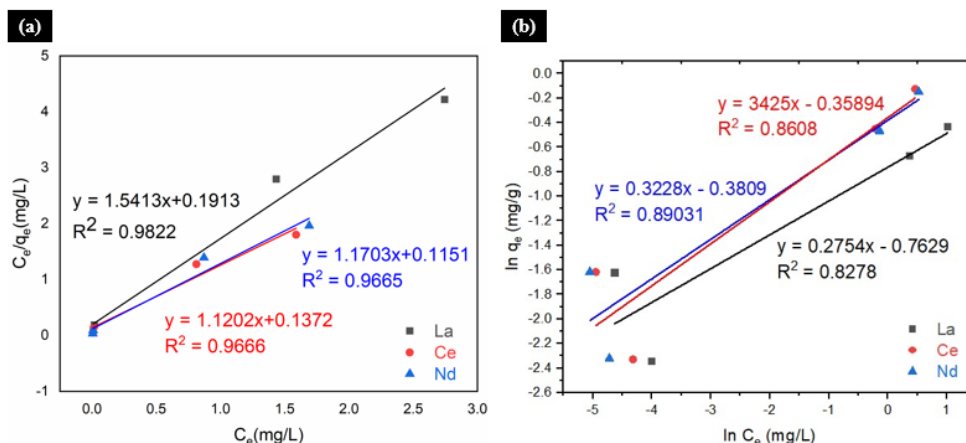 (a)
5
4
3
2
1
0
-1
C_e/q_e(mg/L)
y = 1.5413x+0.1913
R² = 0.9822
y = 1.1703x+0.1151
R² = 0.9665
y = 1.1202x+0.1372
R² = 0.9666
La
Ce
Nd
0.0 0.5 1.0 1.5 2.0 2.5 3.0
C_e(mg/L)
(b)
0.0
-0.2
-0.4
-0.6
-0.8
-1.0
-1.2
-1.4
-1.6
-1.8
-2.0
-2.2
-2.4
-2.6
ln q_e (mg/g)
y = 3425x - 0.35894
R² = 0.8608
y = 0.3228x - 0.3809
R² = 0.89031
y = 0.2754x - 0.7629
R² = 0.8278
La
Ce
Nd
-5 -4 -3 -2 -1 0 1
ln C_e (mg/L)